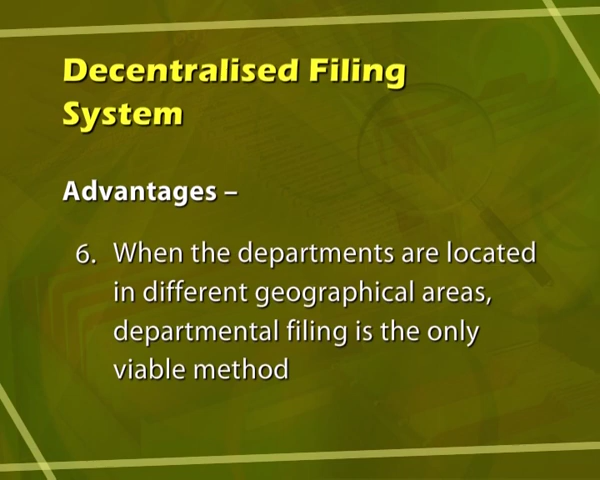 Decentralised Filing
System
Advantages –
6. When the departments are located
in different geographical areas,
departmental filing is the only
viable method